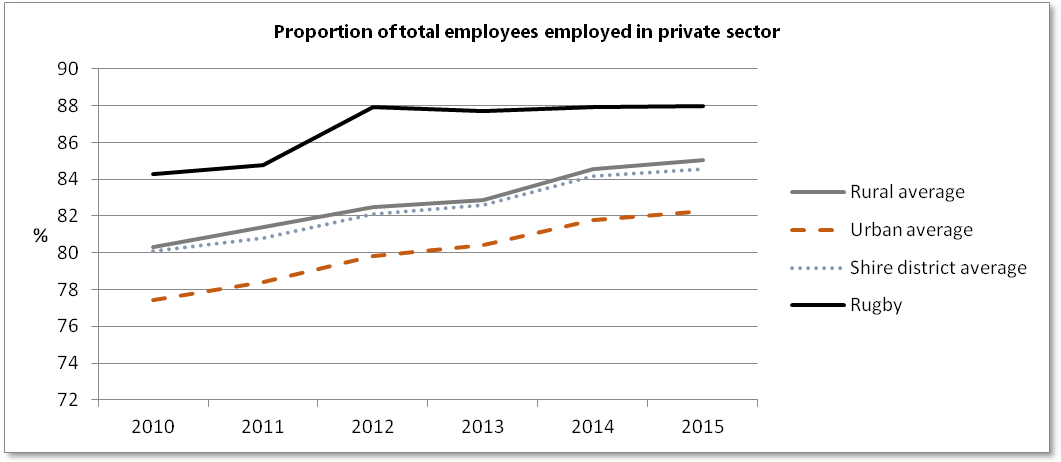 Proportion of total employees employed in private sector
90
88
86
84
82
80
78
76
74
72
%
2010 2011 2012 2013 2014 2015
Rural average
Urban average
Shire district average
Rugby